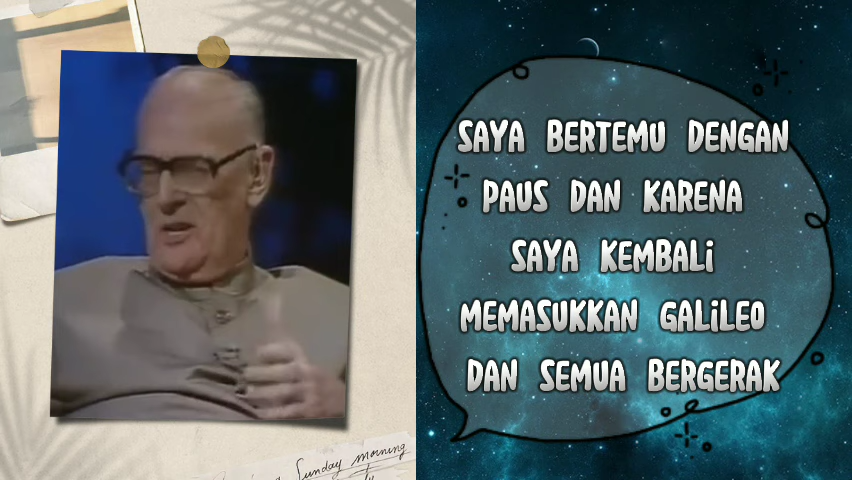 SAYA BERTEMU DENGAN
PAUS DAN KARENA
SAYA KEMBALI
MEMASUKKAN GALILEO
DAN SEMUA BERGERAK
Sunday morning